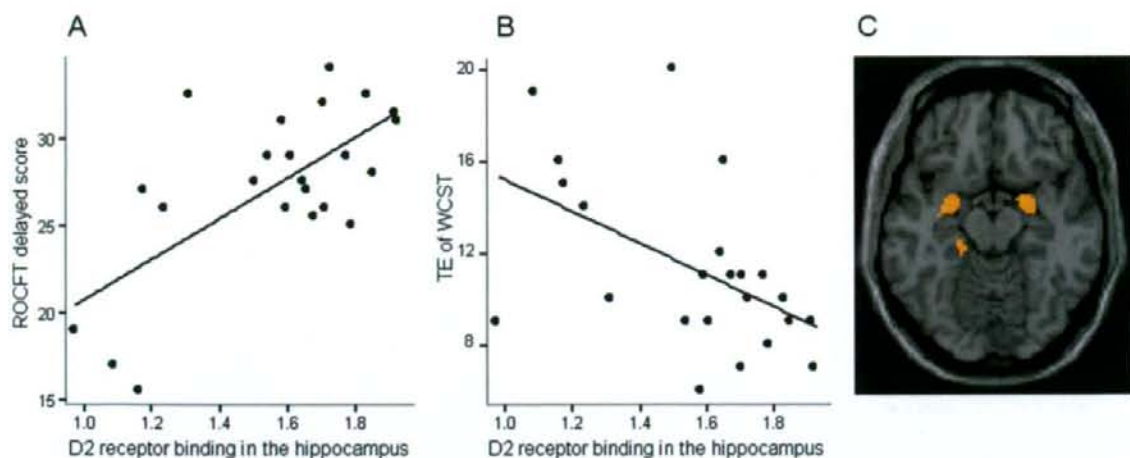 A
ROCFT delayed score
30
25
20
15
1.0 1.2 1.4 1.6 1.8
D2 receptor binding in the hippocampus
B
TE of WCST
20
16
12
8
1.0 1.2 1.4 1.6 1.8
D2 receptor binding in the hippocampus
C